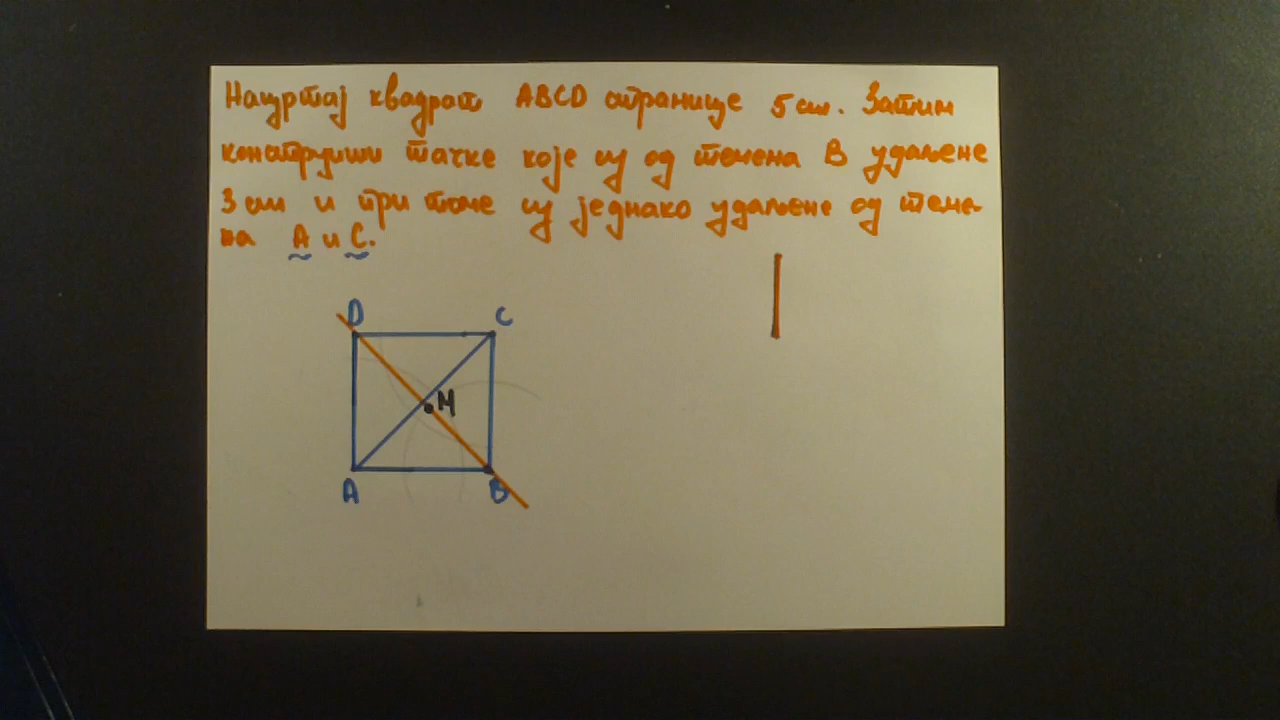 Нацртај квадрат ABCD странице 5 cm. Затим
конструиши тачке које су од темена B удаљене
3 cm и при томе су једнако удаљене од теме-
на A и C.
D C
M
A B